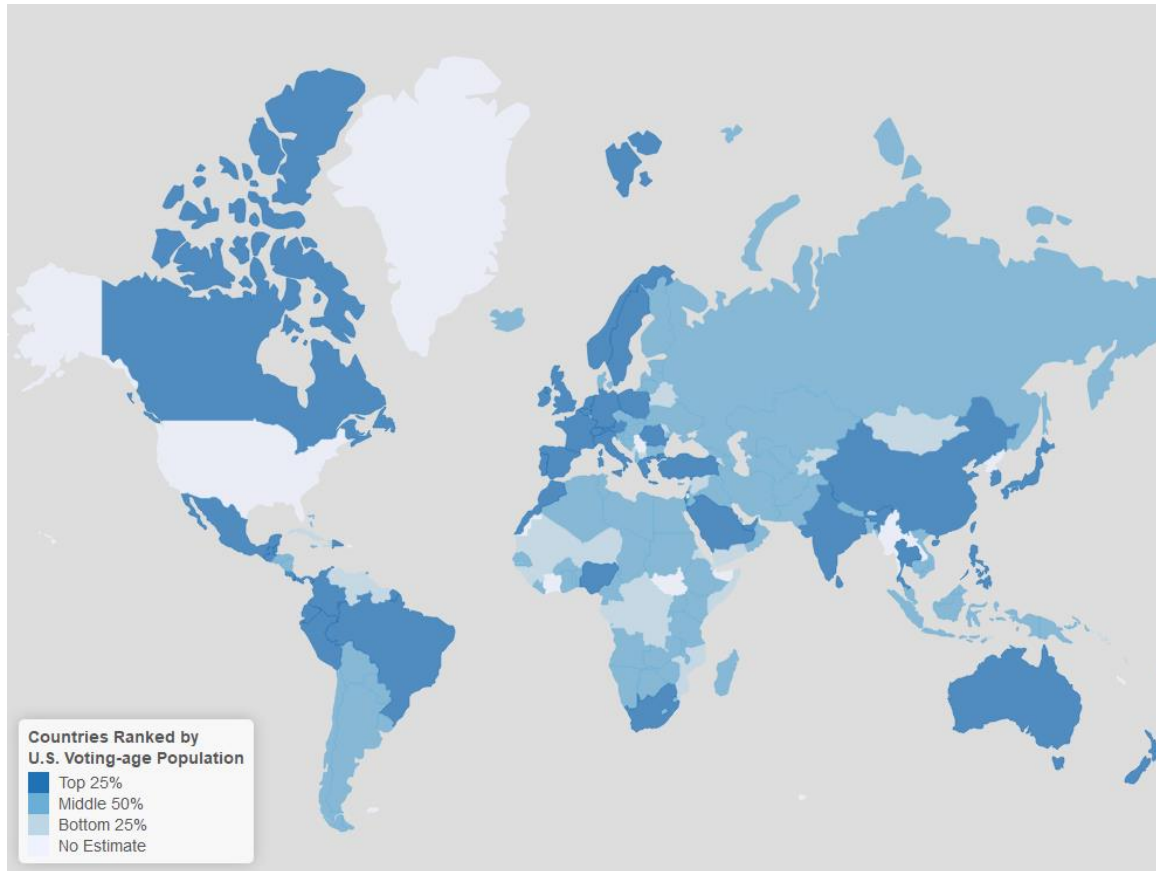 Countries Ranked by
U.S. Voting-age Population
Top 25%
Middle 50%
Bottom 25%
No Estimate